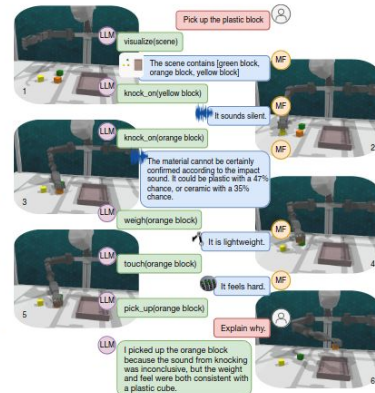 Pick up the plastic block
LLM
visualize(scene)
The scene contains [green block,
orange block, yellow block]
MF
1
LLM
knock_on(yellow block)
It sounds silent.
MF
2
LLM
knock_on(orange block)
MF
The material cannot be certainly
confirmed according to the impact
sound. It could be plastic with a 47%
chance, or ceramic with a 35%
chance.
3
LLM
weigh(orange block)
It is lightweight.
MF
4
LLM
touch(orange block)
It feels hard.
MF
5
LLM
pick_up(orange block)
Explain why.
LLM
I picked up the orange block
because the sound from knocking
was inconclusive, but the weight
and feel were both consistent with
a plastic cube.
6